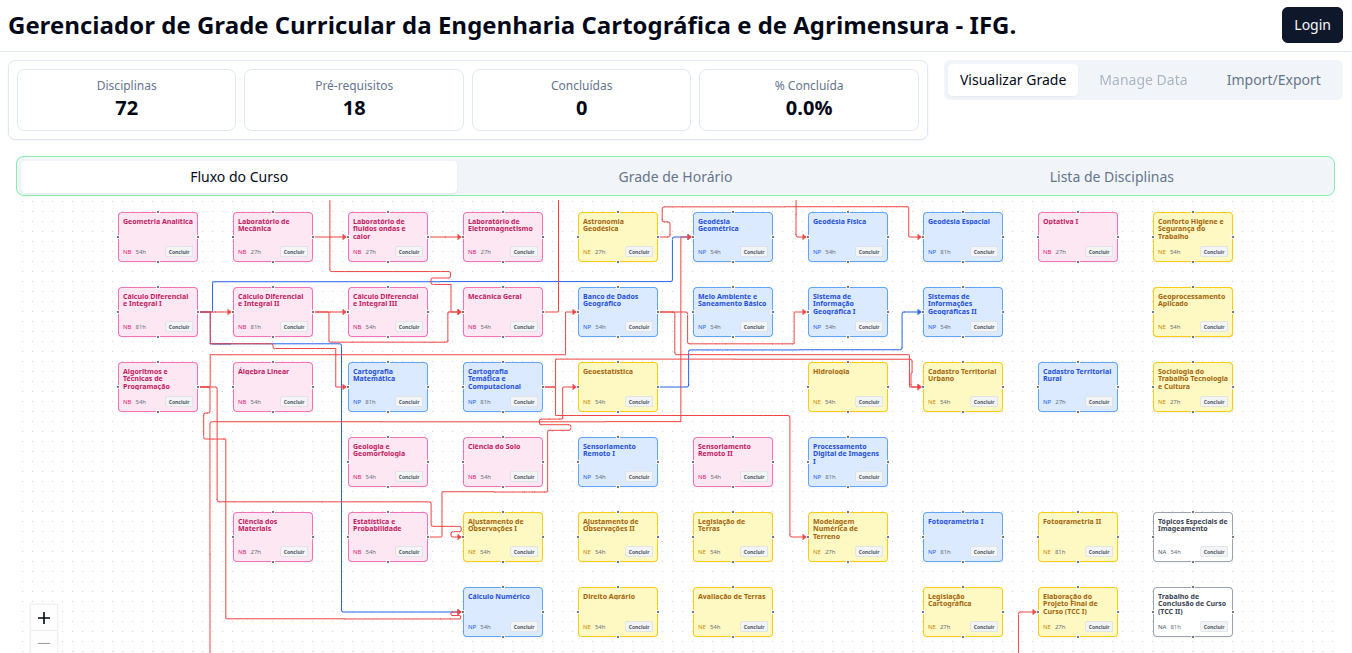 Gerenciador de Grade Curricular da Engenharia Cartográfica e de Agrimensura - IFG.
Login
Disciplinas
72
Pré-requisitos
18
Concluídas
0
% Concluída
0.0%
Visualizar Grade
Manage Data
Import/Export
Fluxo do Curso
Grade de Horário
Lista de Disciplinas
Geometria Analítica
NB 54h Concluir
Laboratório de
Mecânica
NB 27h Concluir
Laboratório de
fluidos ondas e
calor
NB 27h Concluir
Laboratório de
Eletromagnetismo
NB 27h Concluir
Astronomia
Geodésica
NE 27h Concluir
Geodésia
Geométrica
NP 54h Concluir
Geodésia Física
NP 54h Concluir
Geodésia Espacial
NP 81h Concluir
Optativa I
NB 27h Concluir
Conforto Higiene e
Segurança do
Trabalho
NE 54h Concluir
Cálculo Diferencial
e Integral I
NB 81h Concluir
Cálculo Diferencial
e Integral II
NB 81h Concluir
Cálculo Diferencial
e Integral III
NB 54h Concluir
Mecânica Geral
NB 54h Concluir
Banco de Dados
Geográfico
NP 54h Concluir
Meio Ambiente e
Saneamento Básico
NP 54h Concluir
Sistema de
Informação
Geográfica I
NP 54h Concluir
Sistemas de
Informações
Geográficas II
NP 54h Concluir
Geoprocessamento
Aplicado
NE 54h Concluir
Algoritmos e
Técnicas de
Programação
NB 54h Concluir
Álgebra Linear
NB 54h Concluir
Cartografia
Matemática
NP 81h Concluir
Cartografia
Temática e
Computacional
NP 81h Concluir
Geoestatística
NE 54h Concluir
Hidrologia
NE 54h Concluir
Cadastro Territorial
Urbano
NE 54h Concluir
Cadastro Territorial
Rural
NP 27h Concluir
Sociologia do
Trabalho Tecnologia
e Cultura
NE 27h Concluir
Geologia e
Geomorfologia
NB 54h Concluir
Ciência do Solo
NB 54h Concluir
Sensoriamento
Remoto I
NP 54h Concluir
Sensoriamento
Remoto II
NB 54h Concluir
Processamento
Digital de Imagens
I
NP 81h Concluir
Ciência dos
Materiais
NB 27h Concluir
Estatística e
Probabilidade
NB 54h Concluir
Ajustamento de
Observações I
NE 54h Concluir
Ajustamento de
Observações II
NE 54h Concluir
Legislação de
Terras
NE 54h Concluir
Modelagem
Numérica de
Terreno
NE 27h Concluir
Fotogrametria I
NP 81h Concluir
Fotogrametria II
NE 81h Concluir
Tópicos Especiais de
Imageamento
NA 54h Concluir
Cálculo Numérico
NP 54h Concluir
Direito Agrário
NE 54h Concluir
Avaliação de Terras
NE 54h Concluir
Legislação
Cartográfica
NE 27h Concluir
Elaboração do
Projeto Final de
Curso (TCC I)
NE 27h Concluir
Trabalho de
Conclusão de Curso
(TCC II)
NA 81h Concluir